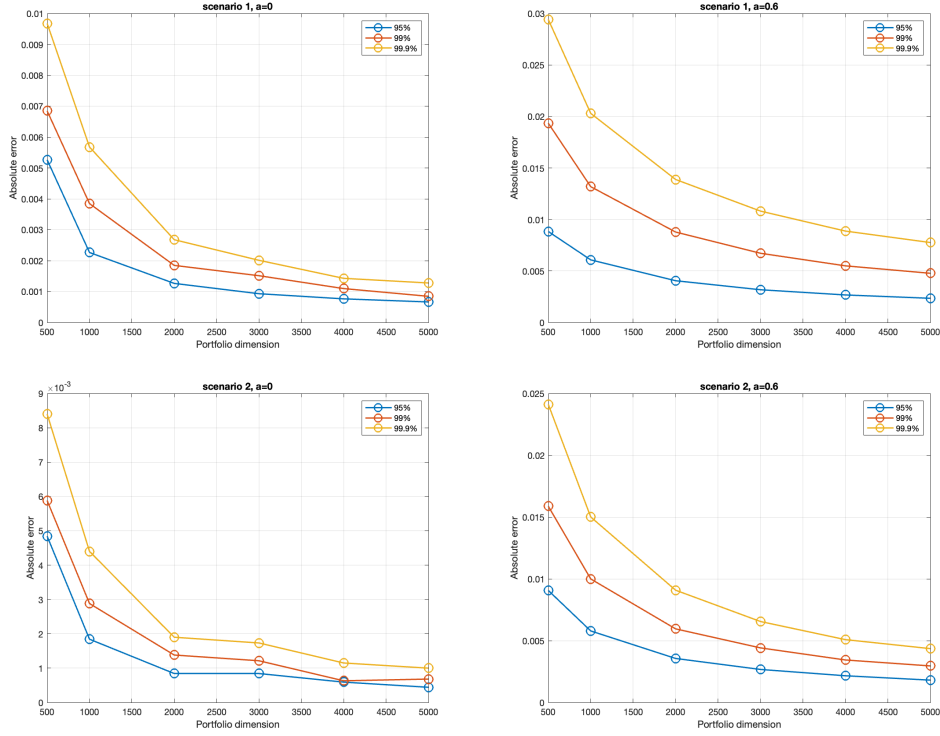 scenario 1, a=0
0.01
0.009
0.008
0.007
0.006
0.005
0.004
0.003
0.002
0.001
0
Absolute error
500 1000 1500 2000 2500 3000 3500 4000 4500 5000
Portfolio dimension
95%
99%
99.9%
scenario 1, a=0.6
0.03
0.025
0.02
0.015
0.01
0.005
0
Absolute error
500 1000 1500 2000 2500 3000 3500 4000 4500 5000
Portfolio dimension
95%
99%
99.9%
scenario 2, a=0
×10-3
9
8
7
6
5
4
3
2
1
0
Absolute error
500 1000 1500 2000 2500 3000 3500 4000 4500 5000
Portfolio dimension
95%
99%
99.9%
scenario 2, a=0.6
0.025
0.02
0.015
0.01
0.005
0
Absolute error
500 1000 1500 2000 2500 3000 3500 4000 4500 5000
Portfolio dimension
95%
99%
99.9%